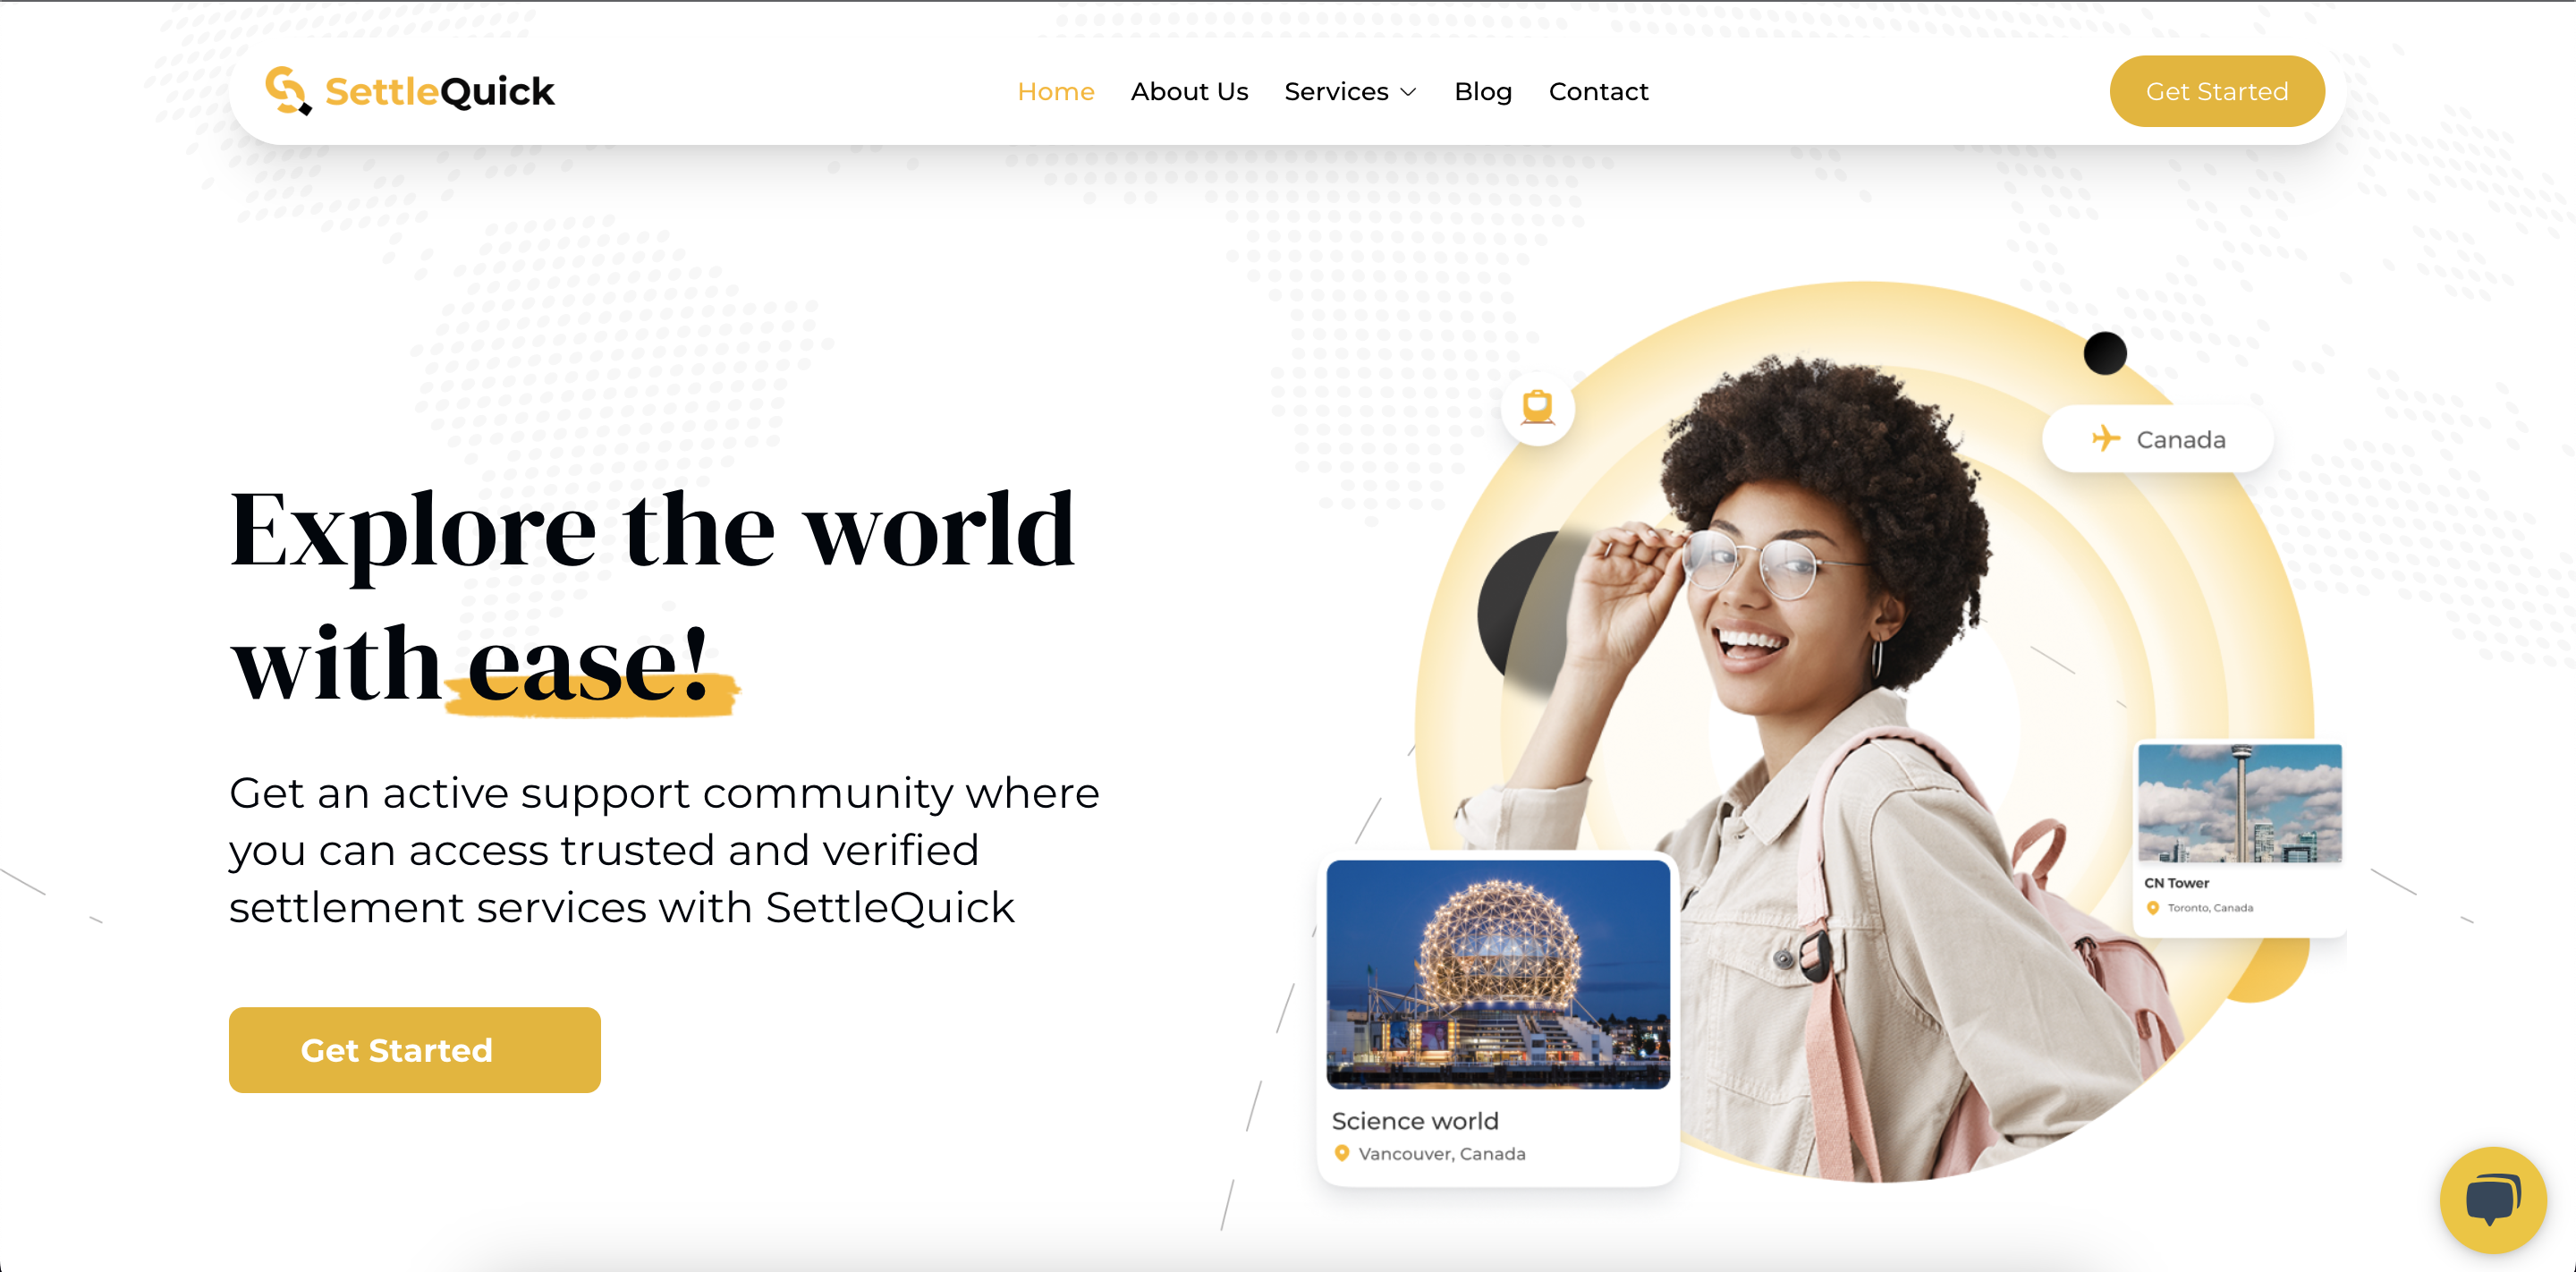 SettleQuick
Home
About Us
Services
Blog
Contact
Get Started
Explore the world
with ease!
Get an active support community where
you can access trusted and verified
settlement services with SettleQuick
Get Started
Canada
CN Tower
Toronto, Canada
Science world
Vancouver, Canada